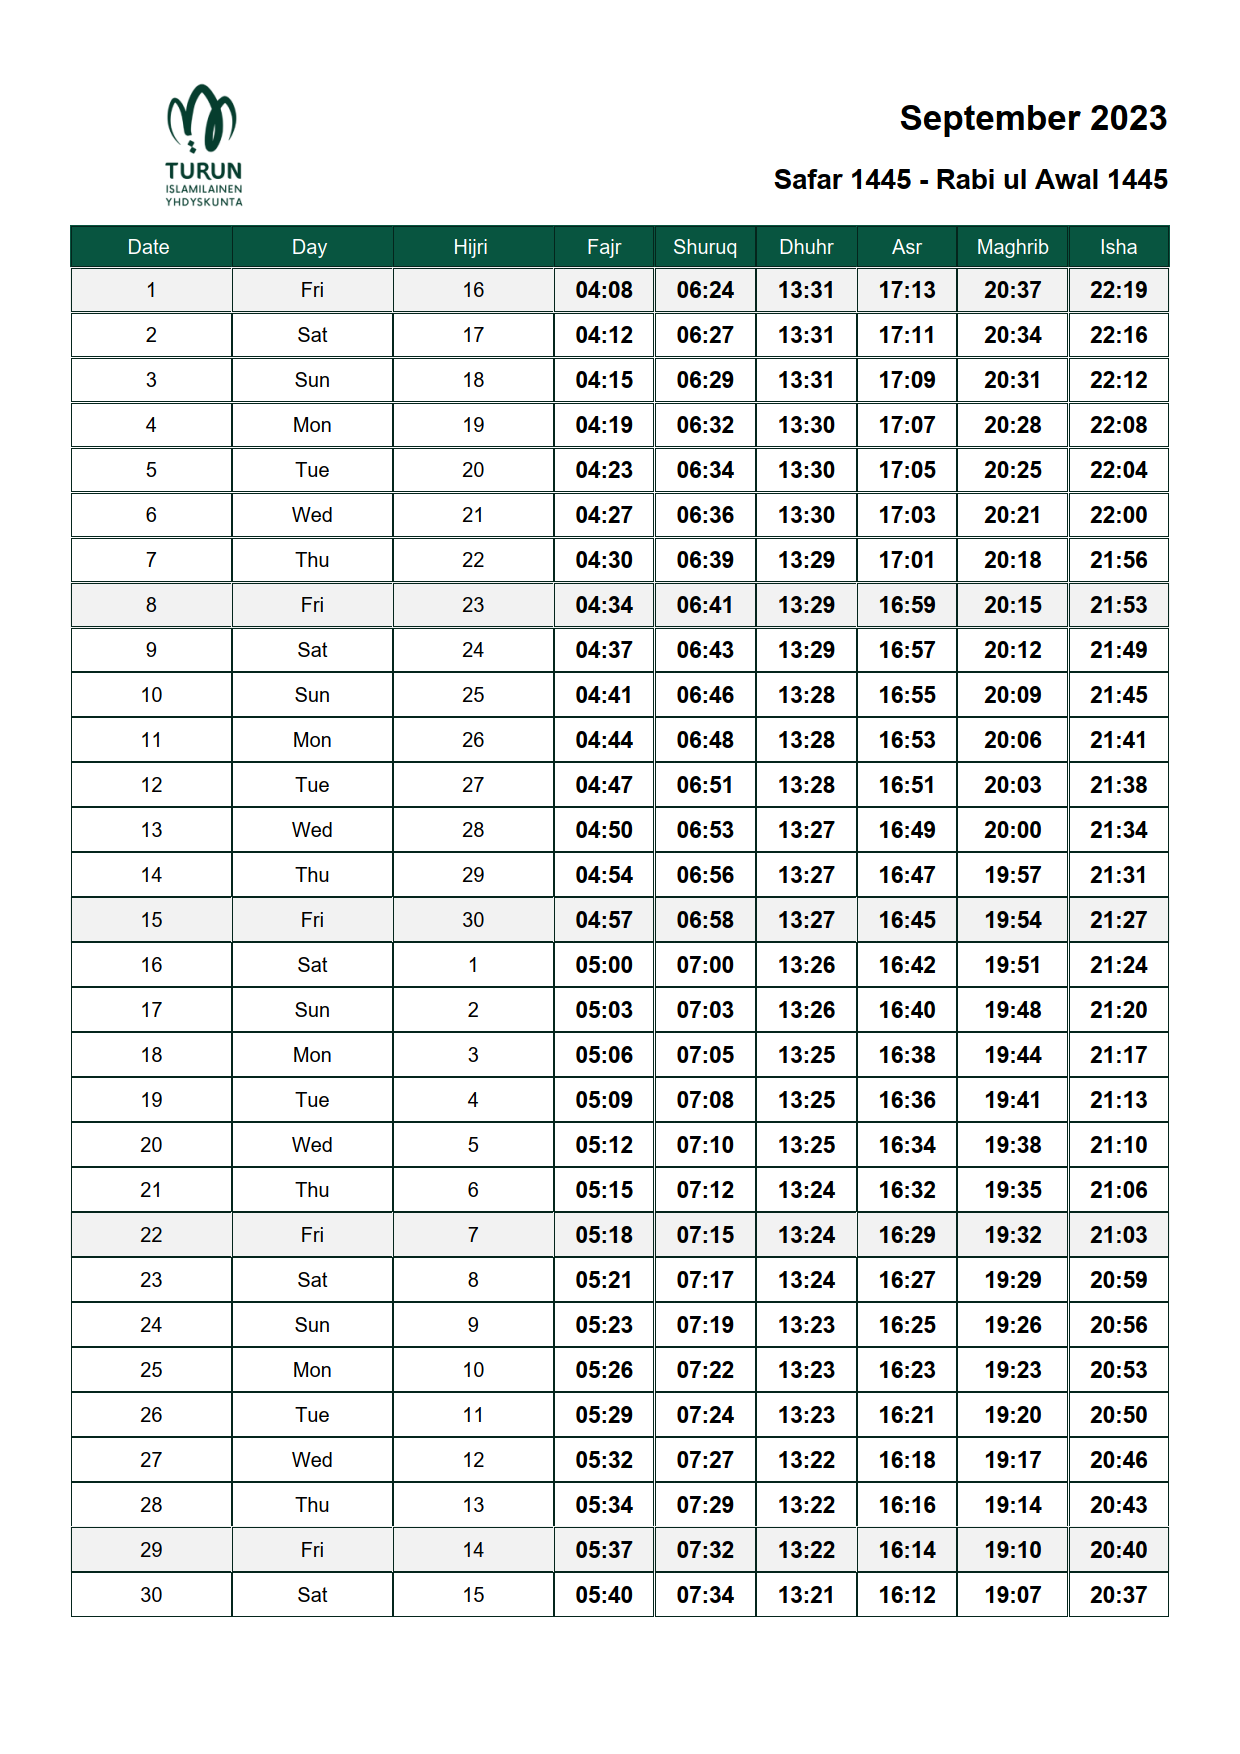 TURUN
ISLAMILAINEN
YHDYSKUNTA
September 2023
Safar 1445 - Rabi ul Awal 1445
Date Day Hijri Fajr Shuruq Dhuhr Asr Maghrib Isha
1 Fri 16 04:08 06:24 13:31 17:13 20:37 22:19
2 Sat 17 04:12 06:27 13:31 17:11 20:34 22:16
3 Sun 18 04:15 06:29 13:31 17:09 20:31 22:12
4 Mon 19 04:19 06:32 13:30 17:07 20:28 22:08
5 Tue 20 04:23 06:34 13:30 17:05 20:25 22:04
6 Wed 21 04:27 06:36 13:30 17:03 20:21 22:00
7 Thu 22 04:30 06:39 13:29 17:01 20:18 21:56
8 Fri 23 04:34 06:41 13:29 16:59 20:15 21:53
9 Sat 24 04:37 06:43 13:29 16:57 20:12 21:49
10 Sun 25 04:41 06:46 13:28 16:55 20:09 21:45
11 Mon 26 04:44 06:48 13:28 16:53 20:06 21:41
12 Tue 27 04:47 06:51 13:28 16:51 20:03 21:38
13 Wed 28 04:50 06:53 13:27 16:49 20:00 21:34
14 Thu 29 04:54 06:56 13:27 16:47 19:57 21:31
15 Fri 30 04:57 06:58 13:27 16:45 19:54 21:27
16 Sat 1 05:00 07:00 13:26 16:42 19:51 21:24
17 Sun 2 05:03 07:03 13:26 16:40 19:48 21:20
18 Mon 3 05:06 07:05 13:25 16:38 19:44 21:17
19 Tue 4 05:09 07:08 13:25 16:36 19:41 21:13
20 Wed 5 05:12 07:10 13:25 16:34 19:38 21:10
21 Thu 6 05:15 07:12 13:24 16:32 19:35 21:06
22 Fri 7 05:18 07:15 13:24 16:29 19:32 21:03
23 Sat 8 05:21 07:17 13:24 16:27 19:29 20:59
24 Sun 9 05:23 07:19 13:23 16:25 19:26 20:56
25 Mon 10 05:26 07:22 13:23 16:23 19:23 20:53
26 Tue 11 05:29 07:24 13:23 16:21 19:20 20:50
27 Wed 12 05:32 07:27 13:22 16:18 19:17 20:46
28 Thu 13 05:34 07:29 13:22 16:16 19:14 20:43
29 Fri 14 05:37 07:32 13:22 16:14 19:10 20:40
30 Sat 15 05:40 07:34 13:21 16:12 19:07 20:37